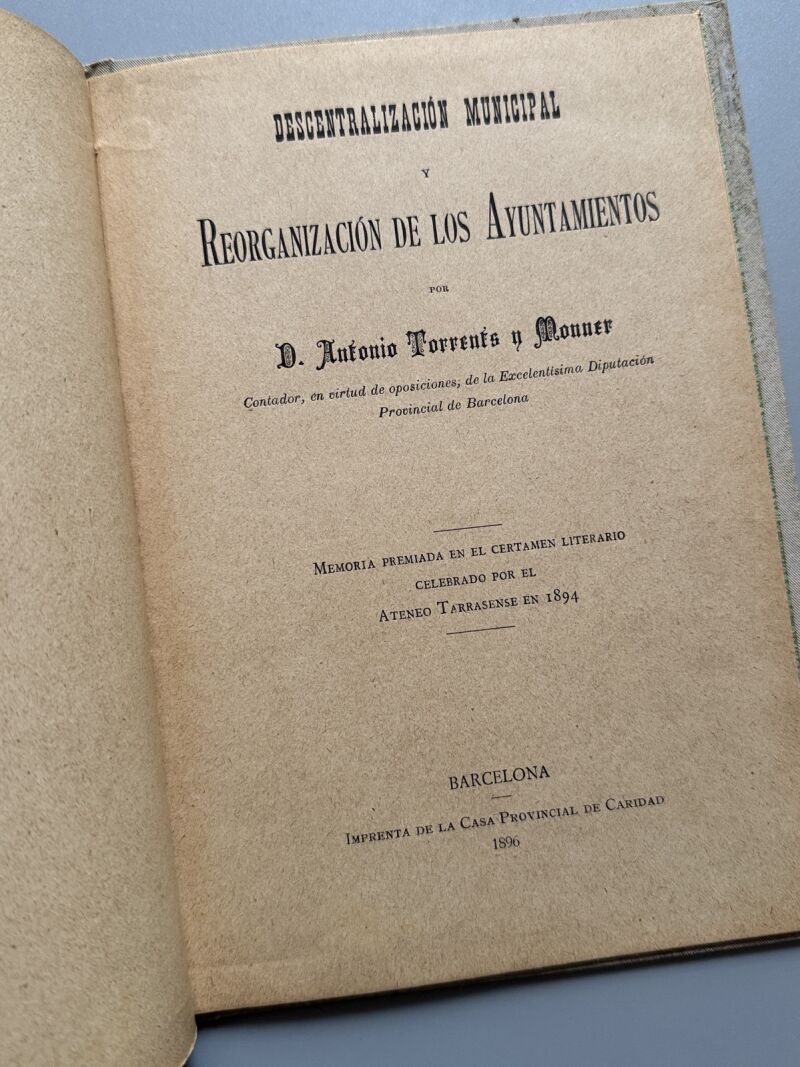 DESCENTRALIZACIÓN MUNICIPAL
Y
REORGANIZACIÓN DE LOS AYUNTAMIENTOS
POR
D. Antonio Torrents y Monner
Contador, en virtud de oposiciones, de la Excelentísima Diputación
Provincial de Barcelona
MEMORIA PREMIADA EN EL CERTAMEN LITERARIO
CELEBRADO POR EL
ATENEO TARRASENSE EN 1894
BARCELONA
IMPRENTA DE LA CASA PROVINCIAL DE CARIDAD
1896